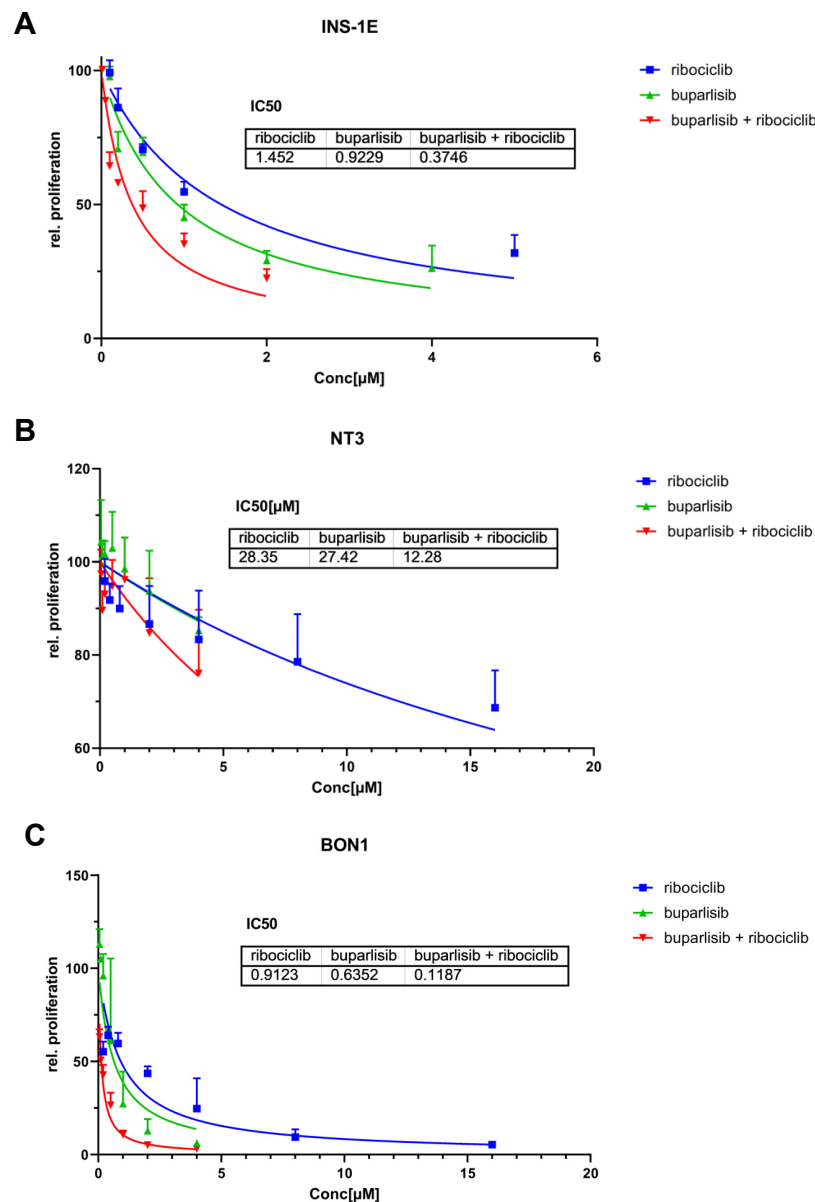 A
INS-1E
100
50
0
0
2
4
6
rel. proliferation
Conc[µM]
IC50
ribociclib buparlisib buparlisib + ribociclib
1.452 0.9229 0.3746
ribociclib
buparlisib
buparlisib + ribociclib
B
NT3
120
100
80
60
0
5
10
15
20
rel. proliferation
Conc[µM]
IC50[µM]
ribociclib buparlisib buparlisib + ribociclib
28.35 27.42 12.28
ribociclib
buparlisib
buparlisib + ribociclib
C
BON1
150
100
50
0
0
5
10
15
20
rel. proliferation
Conc[µM]
IC50
ribociclib buparlisib buparlisib + ribociclib
0.9123 0.6352 0.1187
ribociclib
buparlisib
buparlisib + ribociclib